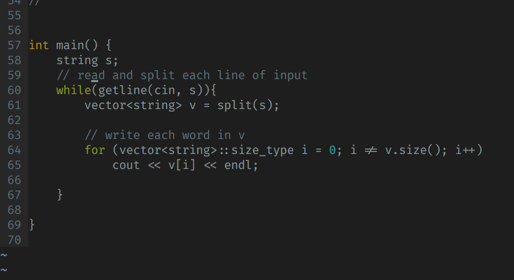 54 //
55
56
57 int main() {
58     string s;
59     // read and split each line of input
60     while(getline(cin, s)){
61         vector<string> v = split(s);
62
63         // write each word in v
64         for (vector<string>::size_type i = 0; i != v.size(); i++)
65             cout << v[i] << endl;
66
67     }
68
69 }
70
~
~